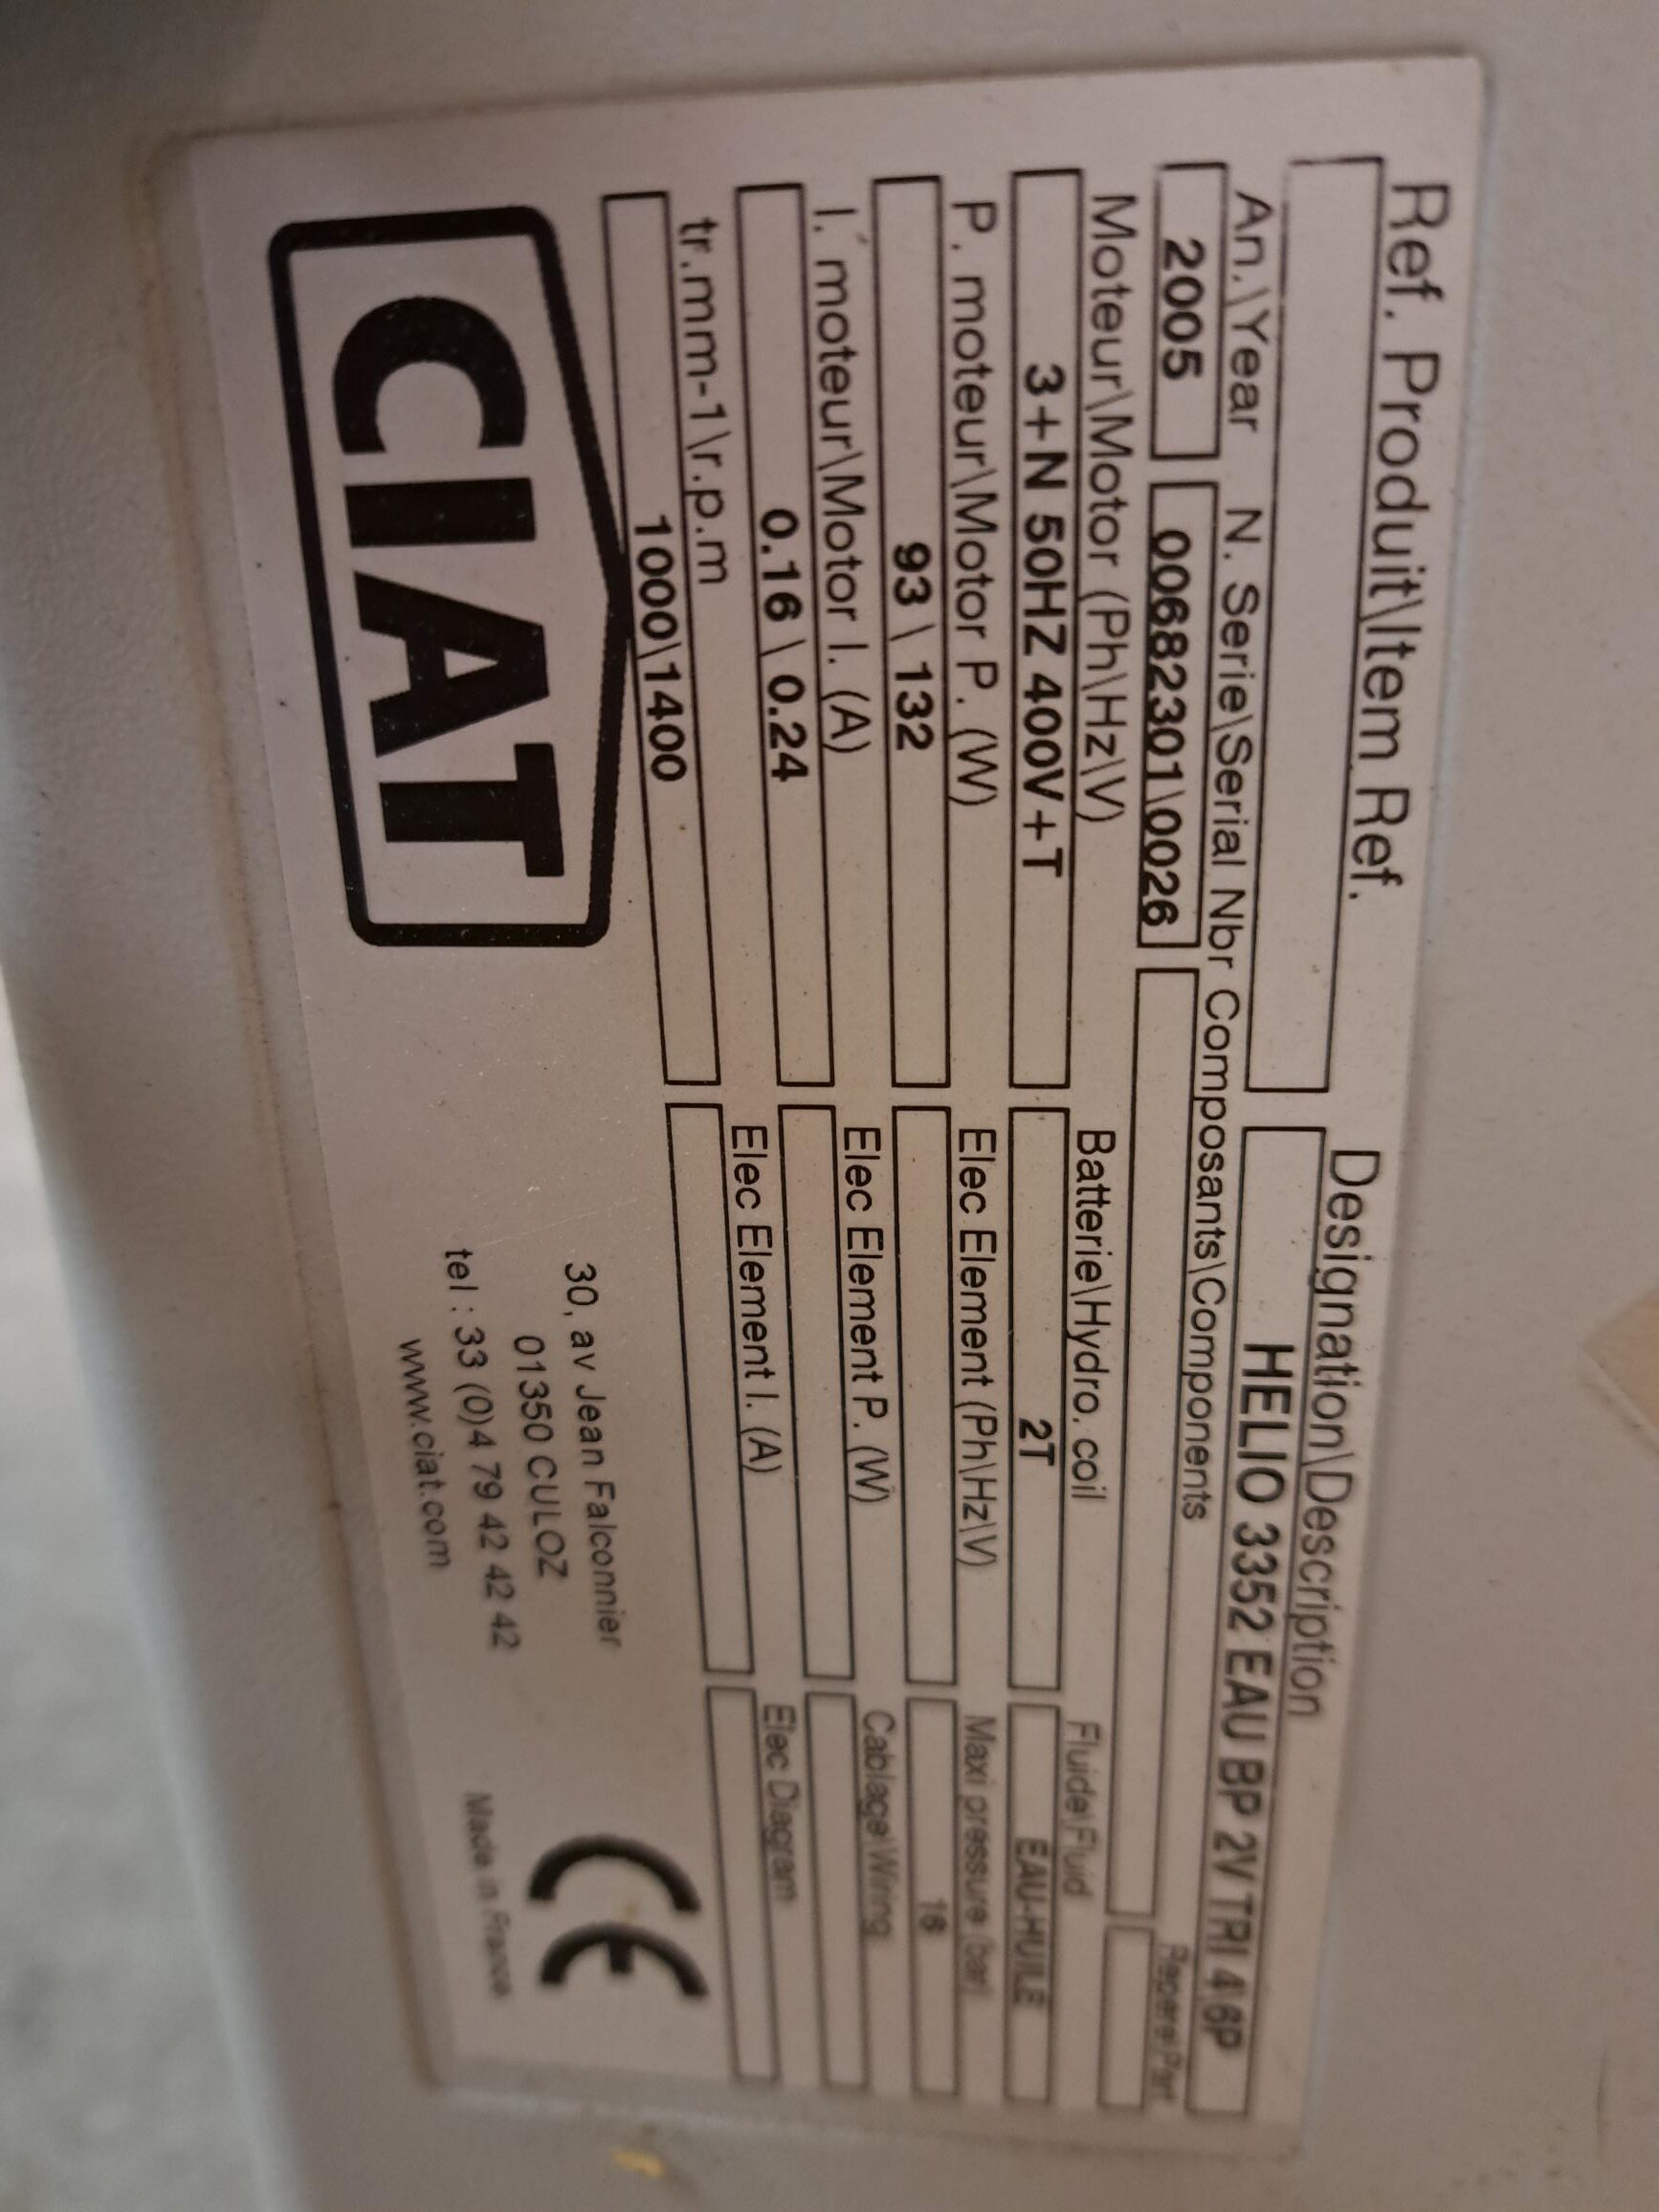 Ref. Produit\Item Ref. Designation\Description
HELIO 3352 EAU BP 2V TRI 4 6P
An.\Year N. Serie\Serial Nbr Composants\Components Repere\Part
2005 00682301\0026
Moteur\Motor (Ph\Hz\V) Batterie\Hydro. coil Fluide\Fluid
3+N 50HZ 400V+T 2T EAU-HUILE
P. moteur\Motor P. (W) Elec Element (Ph\Hz\V) Maxi pressure (bar)
93 \ 132 16
I. moteur\Motor I. (A) Elec Element P. (W) Cablage\Wiring
0.16 \ 0.24
tr.mm-1\r.p.m Elec Element I. (A) Elec Diagram
1000\1400
CIAT
30, av Jean Falconnier
01350 CULOZ
tel : 33 (0)4 79 42 42 42
www.ciat.com
CE
Made in France